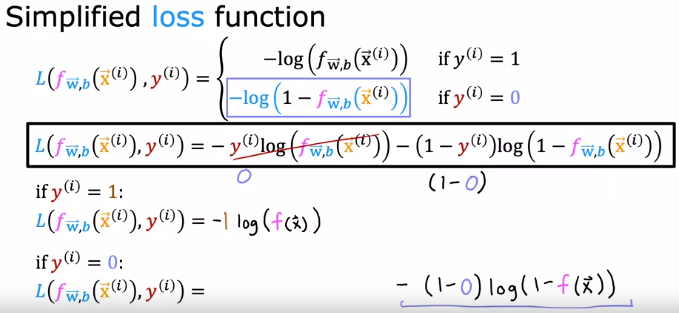 Simplified loss function
L(f_{w⃗,b}(x⃗^{(i)}), y^{(i)}) = { −log(f_{w⃗,b}(x⃗^{(i)})) if y^{(i)} = 1
−log(1 − f_{w⃗,b}(x⃗^{(i)})) if y^{(i)} = 0
L(f_{w⃗,b}(x⃗^{(i)}), y^{(i)}) = − y^{(i)}log(f_{w⃗,b}(x⃗^{(i)})) − (1 − y^{(i)})log(1 − f_{w⃗,b}(x⃗^{(i)}))
0 (1-0)
if y^{(i)} = 1:
L(f_{w⃗,b}(x⃗^{(i)}), y^{(i)}) = -1 log(f(x⃗))
if y^{(i)} = 0:
L(f_{w⃗,b}(x⃗^{(i)}), y^{(i)}) = - (1-0) log(1- f(x⃗))